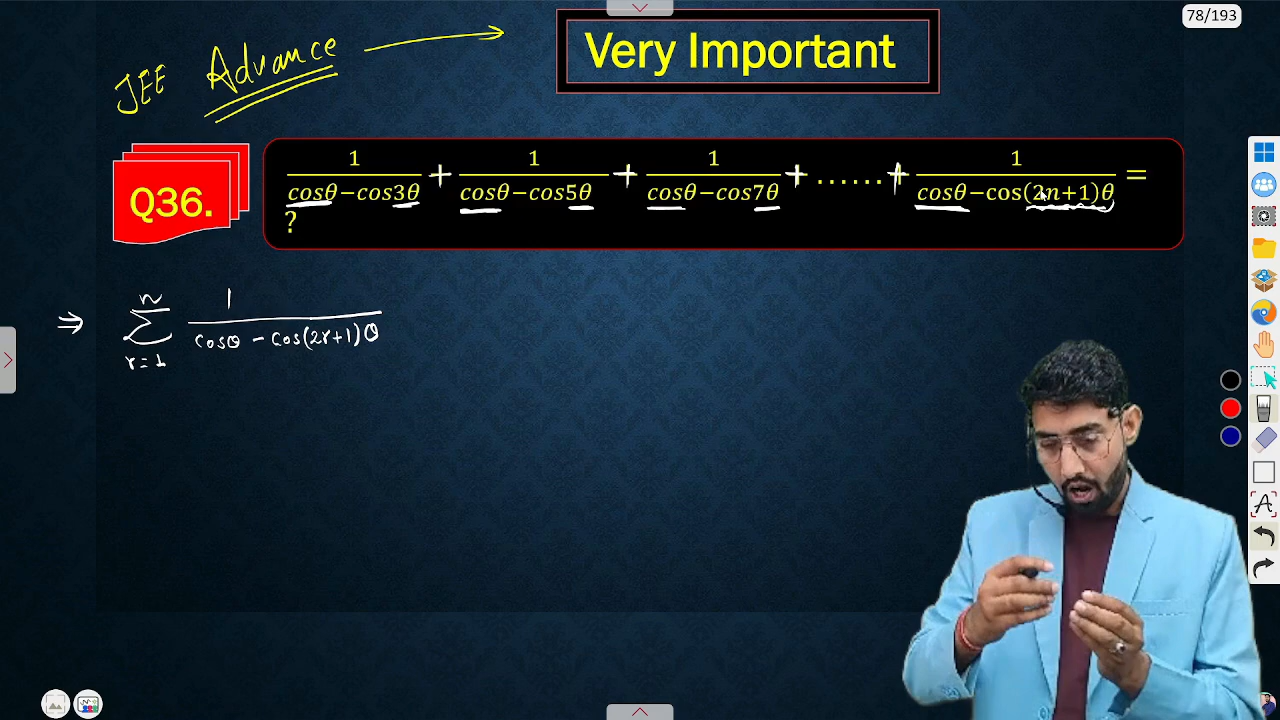 78/193
JEE Advance → Very Important
Q36. 1/(cosθ−cos3θ) + 1/(cosθ−cos5θ) + 1/(cosθ−cos7θ) + ...... + 1/(cosθ−cos(2n+1)θ) =
?
⇒ ∑_{r=1}^{n} 1/(cosθ − cos(2r+1)θ)